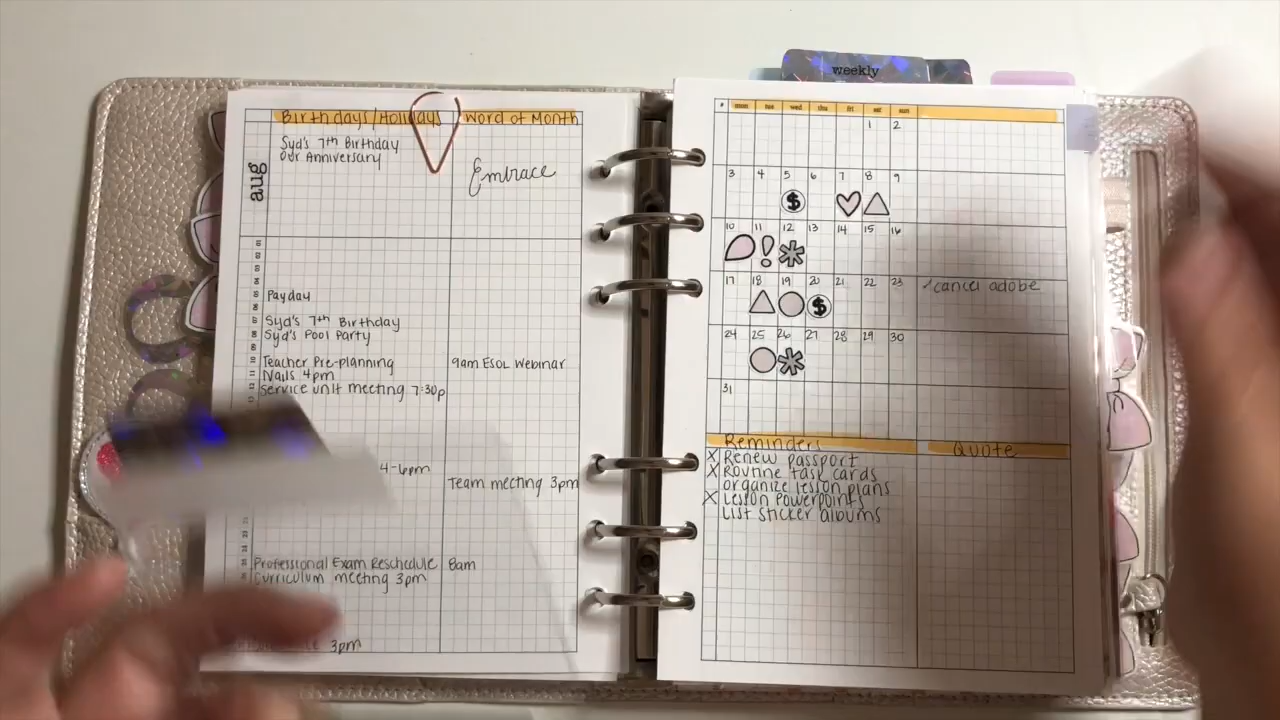 weekly
Birthdays/Holidays
Word of Month
aug
Syd's 7th Birthday
our Anniversary
Embrace
Payday
Syd's 7th Birthday
Syd's Pool Party
Teacher Pre-planning
9am ESOL Webinar
Nails 4pm
Service unit meeting 7:30p
4-6pm
Team meeting 3pm
Professional Exam Reschedule
8am
Curriculum meeting 3pm
3pm
# mon tue wed thu fri sat sun
1 2
3 4 5 6 7 8 9
$
10 11 12 13 14 15 16
!
17 18 19 20 21 22 23
✓cancel adobe
$
24 25 26 27 28 29 30
31
Reminders
Quote
X Renew passport
X Routine task cards
organize lesson plans
X Lesson Powerpoints
List sticker albums